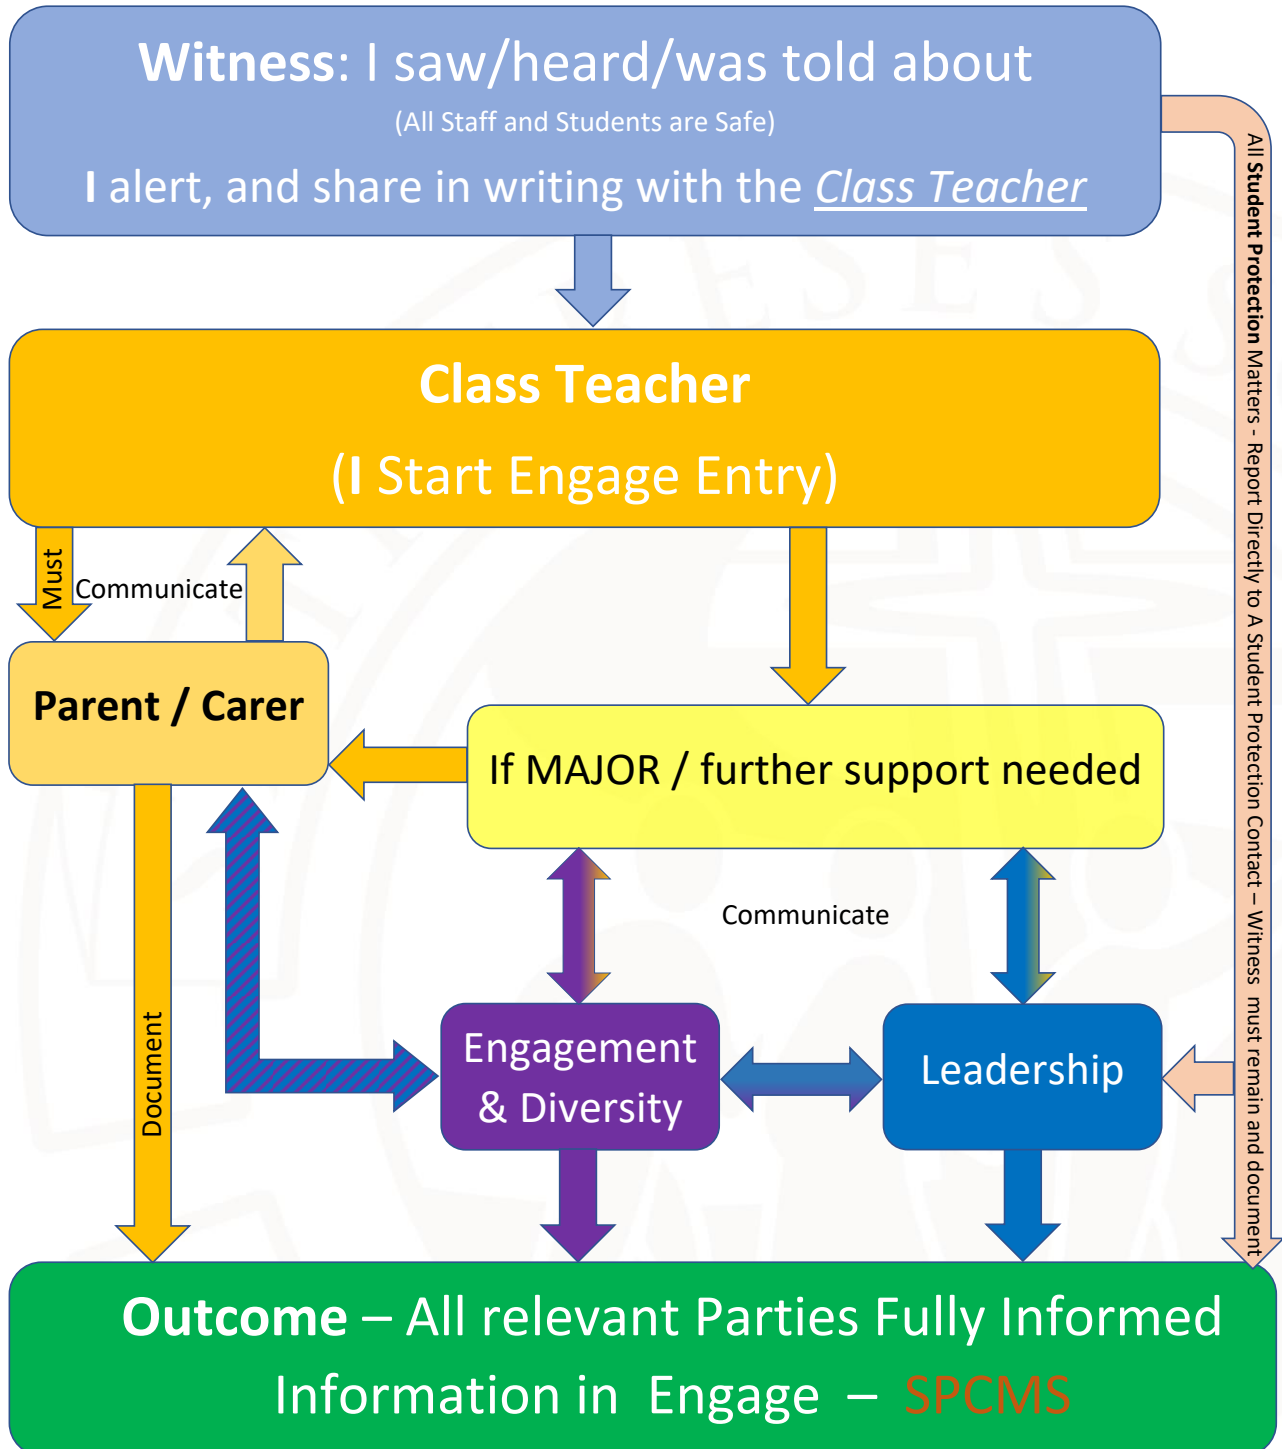 Witness: I saw/heard/was told about
(All Staff and Students are Safe)
I alert, and share in writing with the Class Teacher
All Student Protection Matters - Report Directly to A Student Protection Contact – Witness must remain and document
Class Teacher
(I Start Engage Entry)
Must
Communicate
Parent / Carer
If MAJOR / further support needed
Communicate
Engagement
& Diversity
Leadership
Document
Outcome – All relevant Parties Fully Informed
Information in Engage – SPCMS